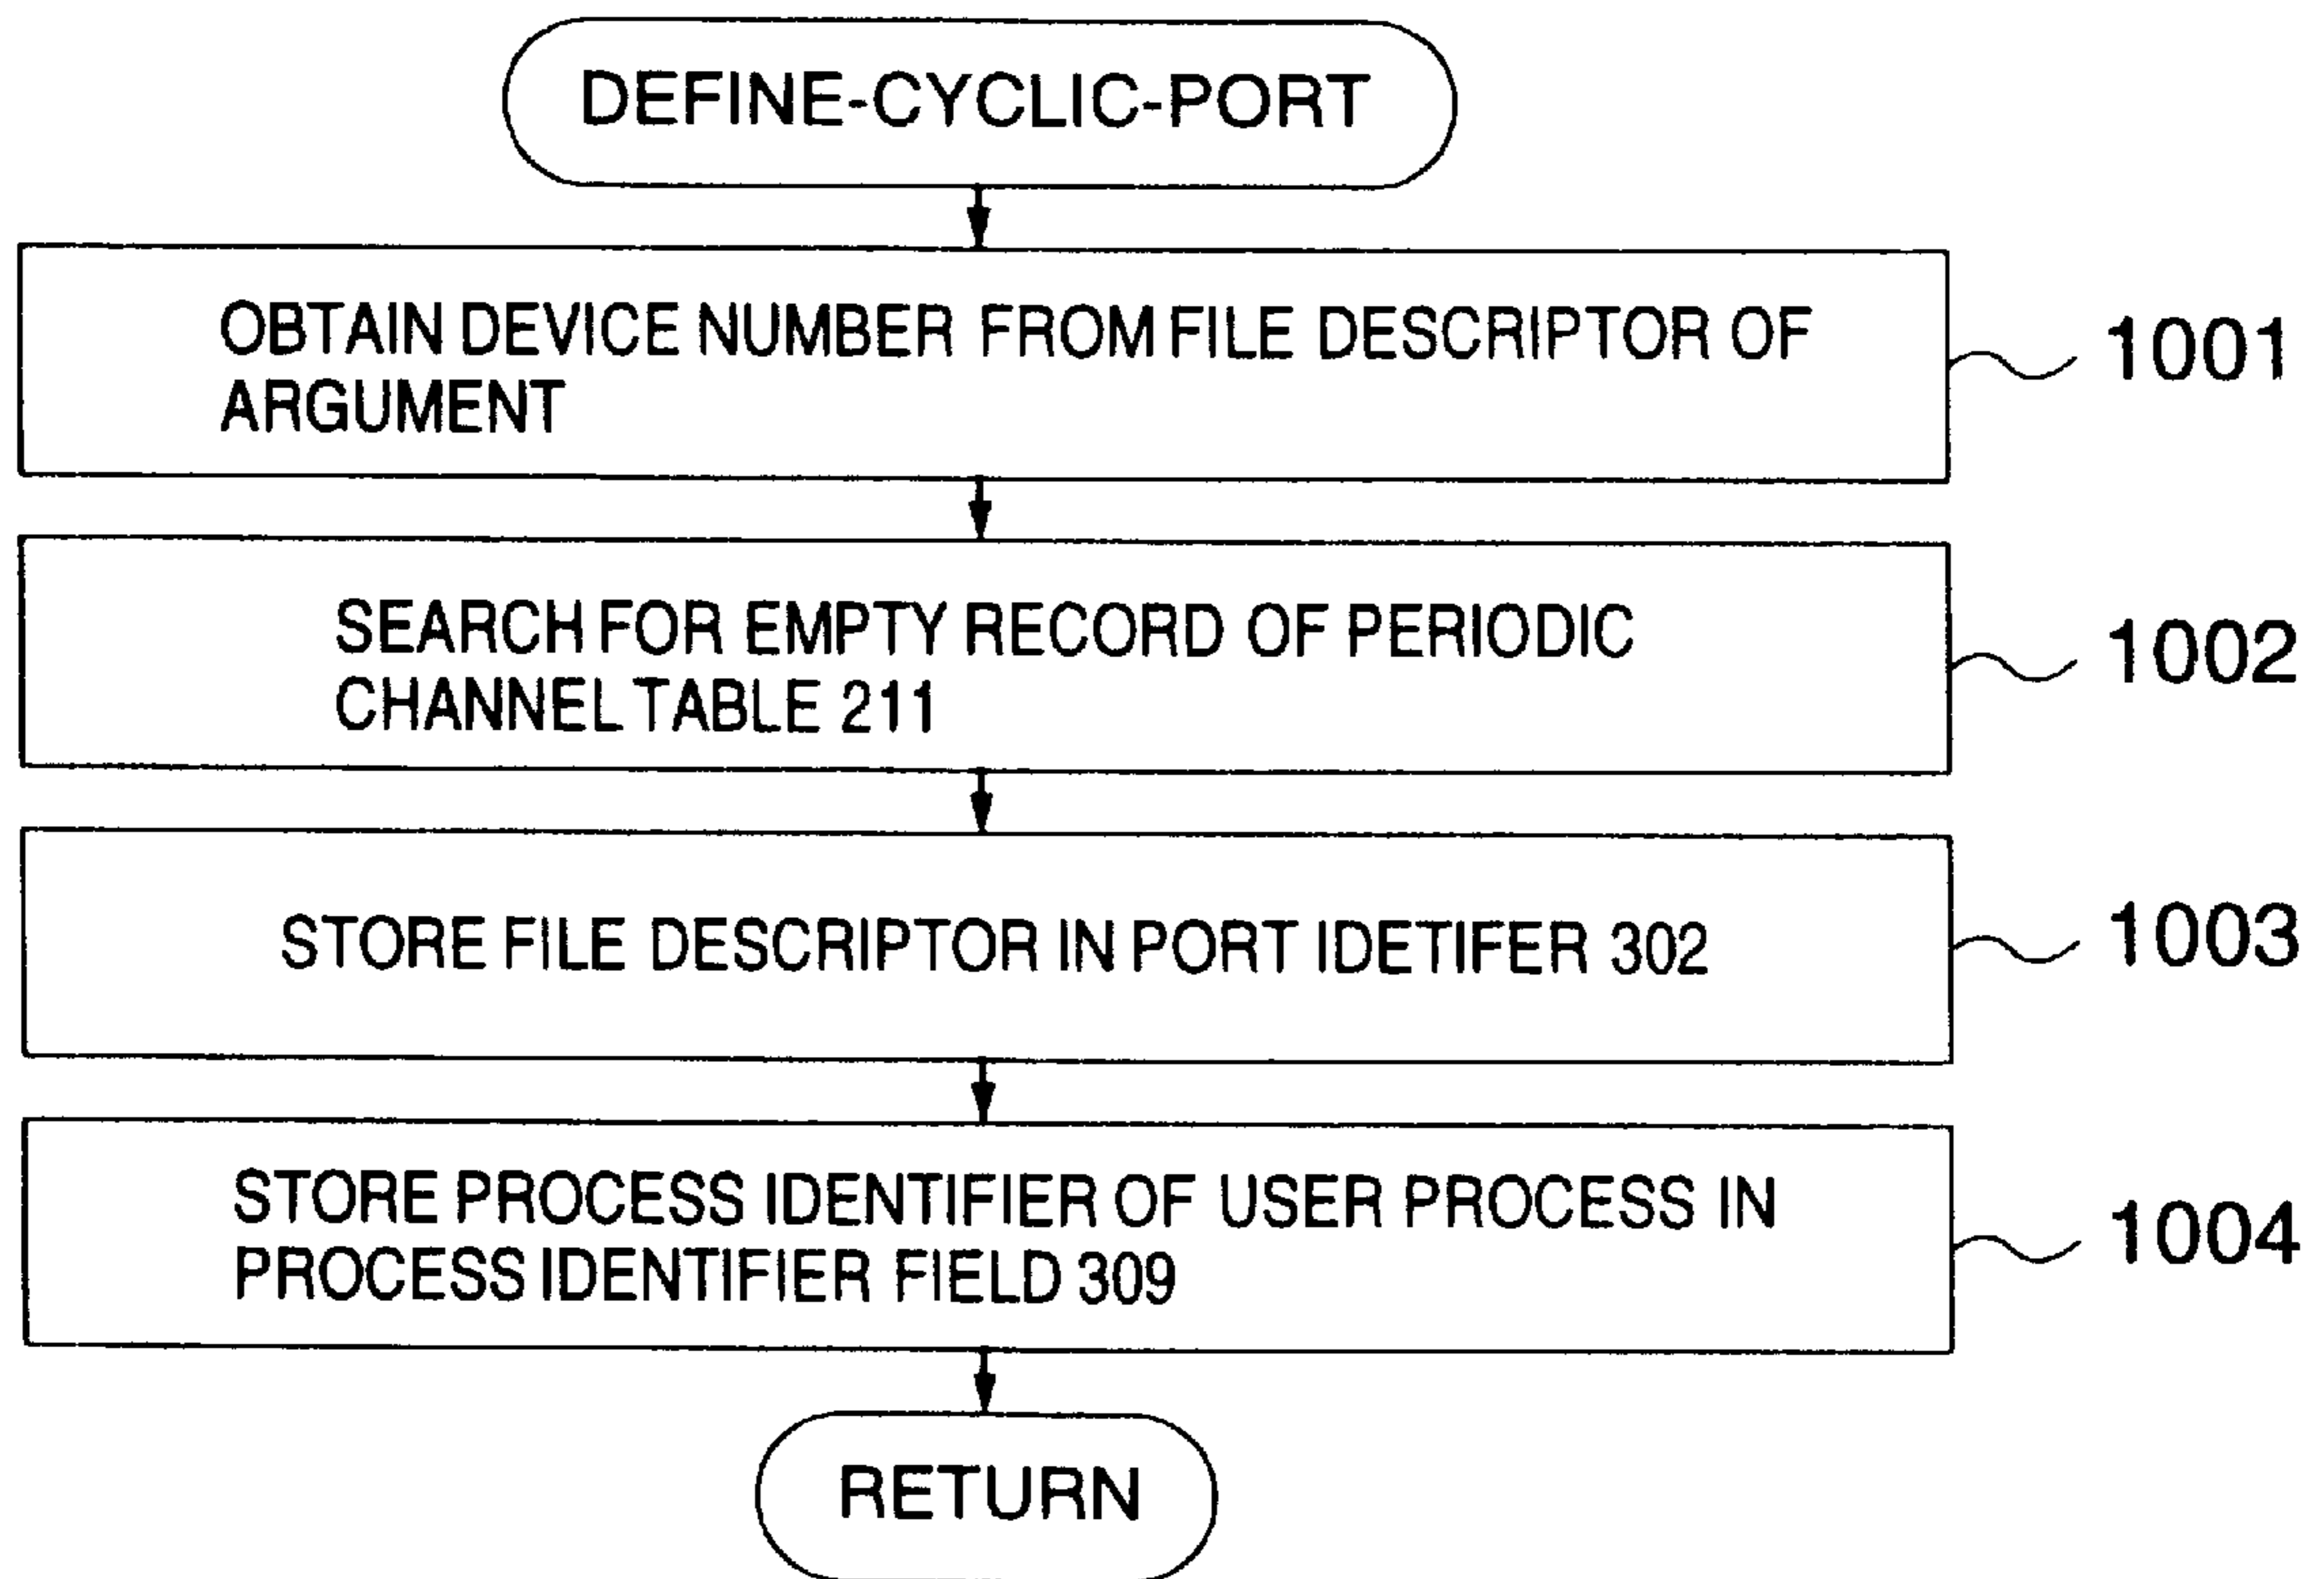 DEFINE-CYCLIC-PORT
OBTAIN DEVICE NUMBER FROM FILE DESCRIPTOR OF
ARGUMENT
1001
SEARCH FOR EMPTY RECORD OF PERIODIC
CHANNEL TABLE 211
1002
STORE FILE DESCRIPTOR IN PORT IDETIFER 302
1003
STORE PROCESS IDENTIFIER OF USER PROCESS IN
PROCESS IDENTIFIER FIELD 309
1004
RETURN